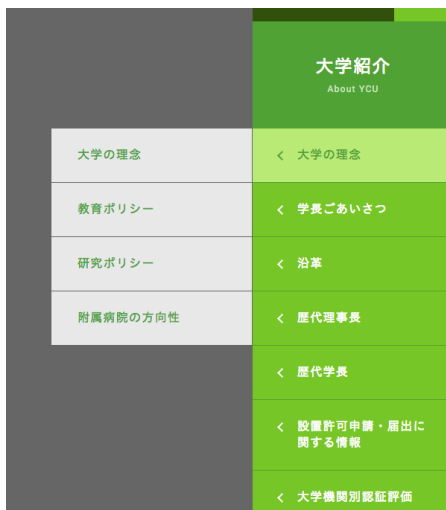 大学紹介
About YCU
大学の理念
教育ポリシー
研究ポリシー
附属病院の方向性
大学の理念
学長ごあいさつ
沿革
歴代理事長
歴代学長
設置許可申請・届出に
関する情報
大学機関別認証評価